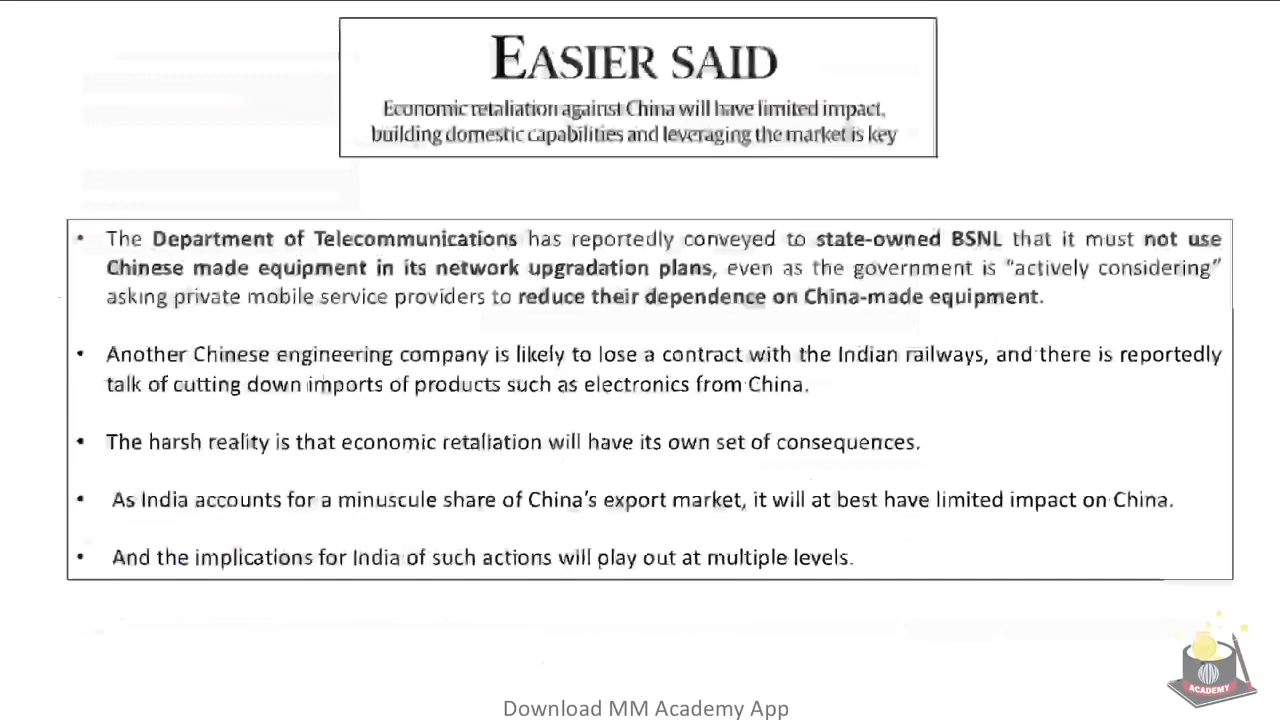 EASIER SAID
Economic retaliation against China will have limited impact,
building domestic capabilities and leveraging the market is key
• The Department of Telecommunications has reportedly conveyed to state-owned BSNL that it must not use
Chinese made equipment in its network upgradation plans, even as the government is "actively considering"
asking private mobile service providers to reduce their dependence on China-made equipment.
• Another Chinese engineering company is likely to lose a contract with the Indian railways, and there is reportedly
talk of cutting down imports of products such as electronics from China.
• The harsh reality is that economic retaliation will have its own set of consequences.
• As India accounts for a minuscule share of China's export market, it will at best have limited impact on China.
• And the implications for India of such actions will play out at multiple levels.
ACADEMY
Download MM Academy App